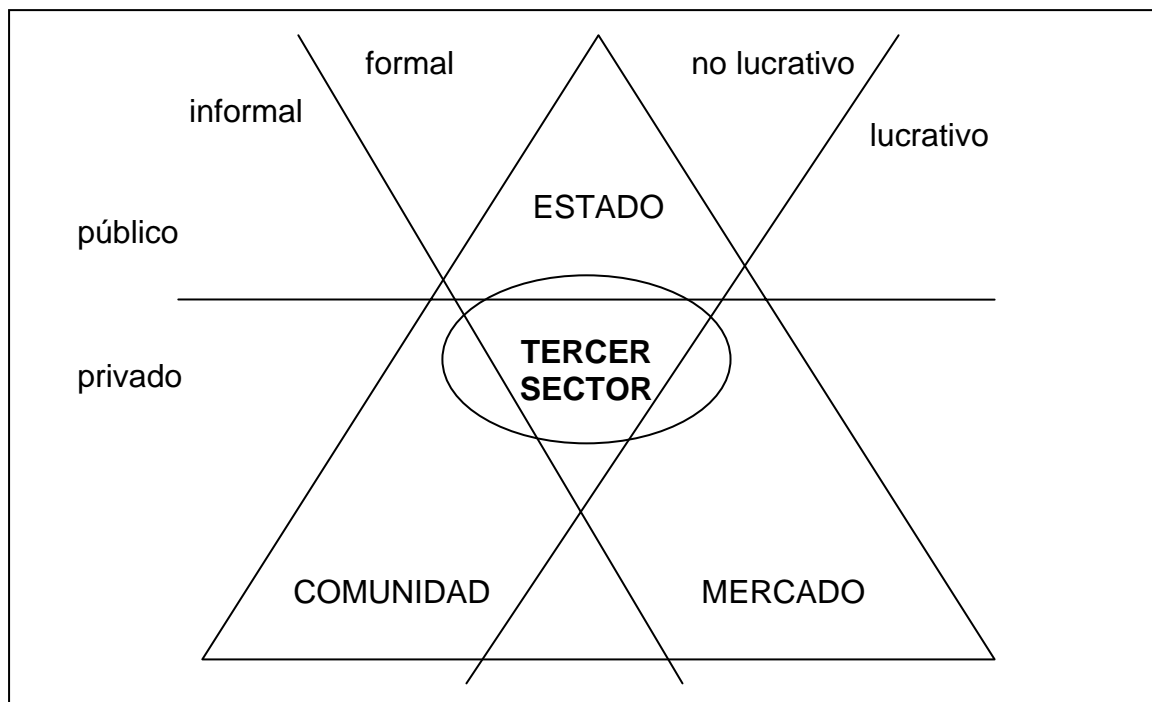 formal
no lucrativo
informal
lucrativo
ESTADO
público
TERCER
SECTOR
privado
COMUNIDAD
MERCADO